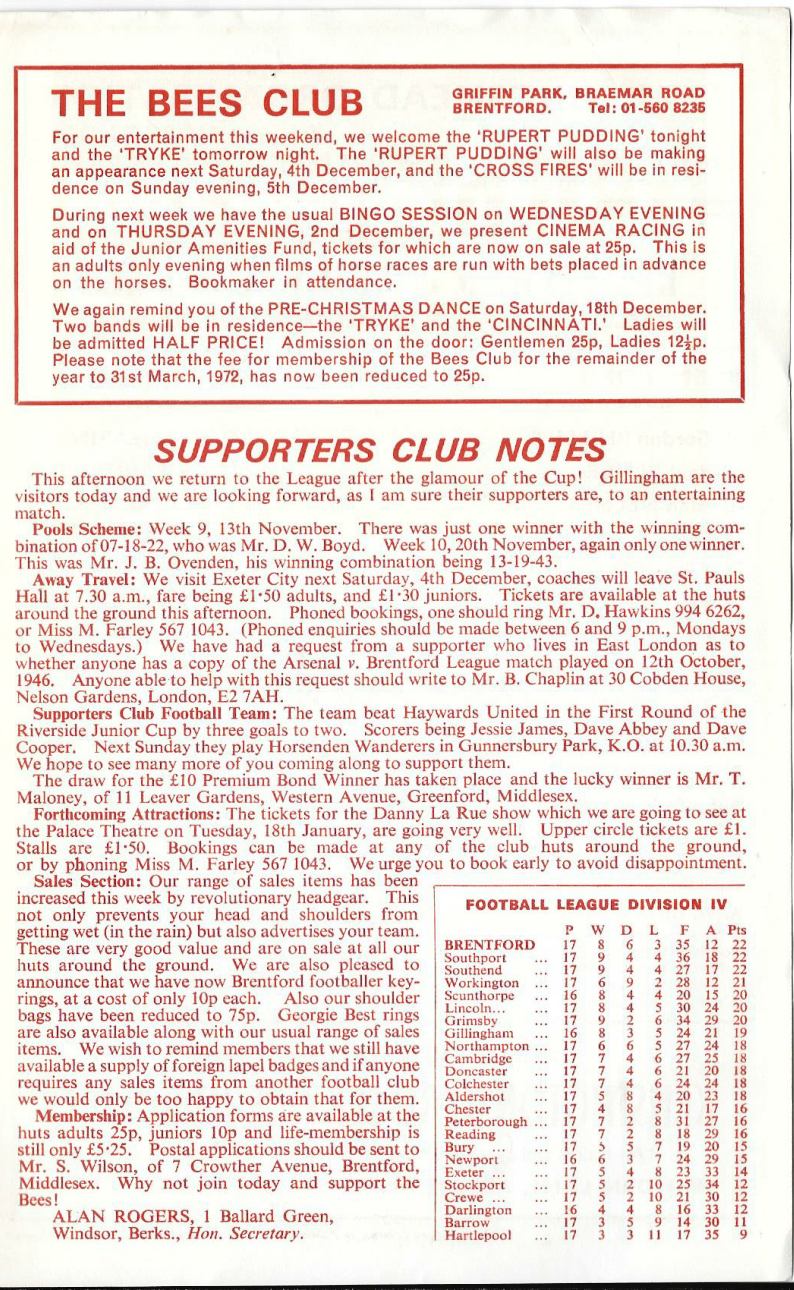 THE BEES CLUB
GRIFFIN PARK, BRAEMAR ROAD
BRENTFORD. Tel: 01-560 8235
For our entertainment this weekend, we welcome the 'RUPERT PUDDING' tonight
and the 'TRYKE' tomorrow night. The 'RUPERT PUDDING' will also be making
an appearance next Saturday, 4th December, and the 'CROSS FIRES' will be in resi-
dence on Sunday evening, 5th December.
During next week we have the usual BINGO SESSION on WEDNESDAY EVENING
and on THURSDAY EVENING, 2nd December, we present CINEMA RACING in
aid of the Junior Amenities Fund, tickets for which are now on sale at 25p. This is
an adults only evening when films of horse races are run with bets placed in advance
on the horses. Bookmaker in attendance.
We again remind you of the PRE-CHRISTMAS DANCE on Saturday, 18th December.
Two bands will be in residence—the 'TRYKE' and the 'CINCINNATI.' Ladies will
be admitted HALF PRICE! Admission on the door: Gentlemen 25p, Ladies 12½p.
Please note that the fee for membership of the Bees Club for the remainder of the
year to 31st March, 1972, has now been reduced to 25p.
SUPPORTERS CLUB NOTES
This afternoon we return to the League after the glamour of the Cup! Gillingham are the
visitors today and we are looking forward, as I am sure their supporters are, to an entertaining
match.
Pools Scheme: Week 9, 13th November. There was just one winner with the winning com-
bination of 07-18-22, who was Mr. D. W. Boyd. Week 10, 20th November, again only one winner.
This was Mr. J. B. Ovenden, his winning combination being 13-19-43.
Away Travel: We visit Exeter City next Saturday, 4th December, coaches will leave St. Pauls
Hall at 7.30 a.m., fare being £1·50 adults, and £1·30 juniors. Tickets are available at the huts
around the ground this afternoon. Phoned bookings, one should ring Mr. D. Hawkins 994 6262,
or Miss M. Farley 567 1043. (Phoned enquiries should be made between 6 and 9 p.m., Mondays
to Wednesdays.) We have had a request from a supporter who lives in East London as to
whether anyone has a copy of the Arsenal v. Brentford League match played on 12th October,
1946. Anyone able to help with this request should write to Mr. B. Chaplin at 30 Cobden House,
Nelson Gardens, London, E2 7AH.
Supporters Club Football Team: The team beat Haywards United in the First Round of the
Riverside Junior Cup by three goals to two. Scorers being Jessie James, Dave Abbey and Dave
Cooper. Next Sunday they play Horsenden Wanderers in Gunnersbury Park, K.O. at 10.30 a.m.
We hope to see many more of you coming along to support them.
The draw for the £10 Premium Bond Winner has taken place and the lucky winner is Mr. T.
Maloney, of 11 Leaver Gardens, Western Avenue, Greenford, Middlesex.
Forthcoming Attractions: The tickets for the Danny La Rue show which we are going to see at
the Palace Theatre on Tuesday, 18th January, are going very well. Upper circle tickets are £1.
Stalls are £1·50. Bookings can be made at any of the club huts around the ground,
or by phoning Miss M. Farley 567 1043. We urge you to book early to avoid disappointment.
Sales Section: Our range of sales items has been
increased this week by revolutionary headgear. This
not only prevents your head and shoulders from
getting wet (in the rain) but also advertises your team.
These are very good value and are on sale at all our
huts around the ground. We are also pleased to
announce that we have now Brentford footballer key-
rings, at a cost of only 10p each. Also our shoulder
bags have been reduced to 75p. Georgie Best rings
are also available along with our usual range of sales
items. We wish to remind members that we still have
available a supply of foreign lapel badges and if anyone
requires any sales items from another football club
we would only be too happy to obtain that for them.
Membership: Application forms are available at the
huts adults 25p, juniors 10p and life-membership is
still only £5·25. Postal applications should be sent to
Mr. S. Wilson, of 7 Crowther Avenue, Brentford,
Middlesex. Why not join today and support the
Bees!
ALAN ROGERS, 1 Ballard Green,
Windsor, Berks., Hon. Secretary.
FOOTBALL LEAGUE DIVISION IV
P W D L F A Pts
BRENTFORD 17 8 6 3 35 12 22
Southport ... 17 9 4 4 36 18 22
Southend ... 17 9 4 4 27 17 22
Workington ... 17 6 9 2 28 12 21
Scunthorpe ... 16 8 4 4 20 15 20
Lincoln... ... 17 8 4 5 30 24 20
Grimsby ... 17 9 2 6 34 29 20
Gillingham ... 16 8 3 5 24 21 19
Northampton ... 17 6 6 5 27 24 18
Cambridge ... 17 7 4 6 27 25 18
Doncaster ... 17 7 4 6 21 20 18
Colchester ... 17 7 4 6 24 24 18
Aldershot ... 17 5 8 4 20 23 18
Chester ... 17 4 8 5 21 17 16
Peterborough ... 17 7 2 8 31 27 16
Reading ... 17 7 2 8 18 29 16
Bury ... ... 17 5 5 7 19 20 15
Newport ... 16 6 3 7 24 29 15
Exeter ... ... 17 5 4 8 23 33 14
Stockport ... 17 5 2 10 25 34 12
Crewe ... ... 17 5 2 10 21 30 12
Darlington ... 16 4 4 8 16 33 12
Barrow ... 17 3 5 9 14 30 11
Hartlepool ... 17 3 3 11 17 35 9